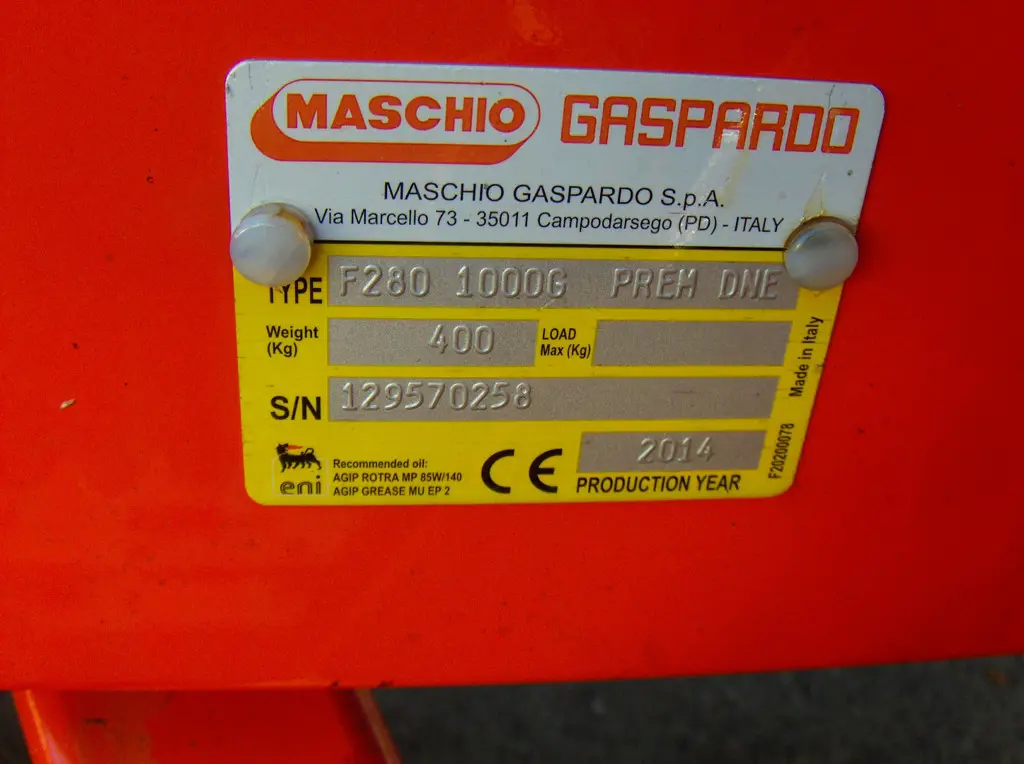 MASCHIO GASPARDO
MASCHIO GASPARDO S.p.A.
Via Marcello 73 - 35011 Campodarsego (PD) - ITALY
TYPE F280 1000G PREM DNE
Weight (Kg) 400 LOAD Max (Kg)
S/N 129570258
2014
PRODUCTION YEAR
eni
Recommended oil:
AGIP ROTRA MP 85W/140
AGIP GREASE MU EP 2
CE
Made in Italy
F20200078